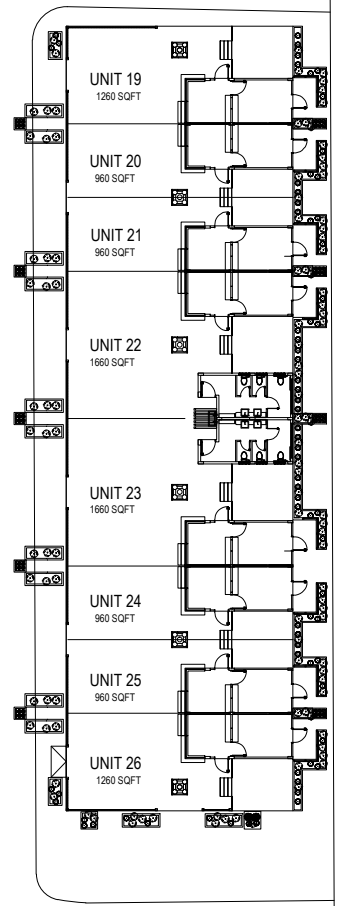 UNIT 19
1260 SQFT
UNIT 20
960 SQFT
UNIT 21
960 SQFT
UNIT 22
1660 SQFT
UNIT 23
1660 SQFT
UNIT 24
960 SQFT
UNIT 25
960 SQFT
UNIT 26
1260 SQFT